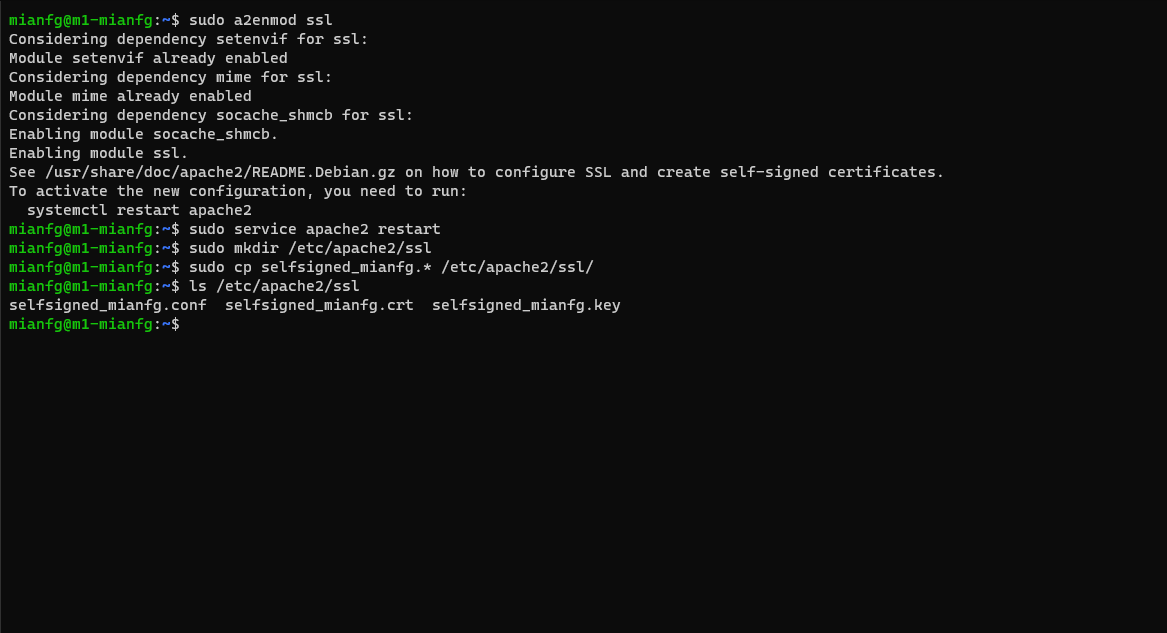 mianfg@m1-mianfg:~$ sudo a2enmod ssl
Considering dependency setenvif for ssl:
Module setenvif already enabled
Considering dependency mime for ssl:
Module mime already enabled
Considering dependency socache_shmcb for ssl:
Enabling module socache_shmcb.
Enabling module ssl.
See /usr/share/doc/apache2/README.Debian.gz on how to configure SSL and create self-signed certificates.
To activate the new configuration, you need to run:
  systemctl restart apache2
mianfg@m1-mianfg:~$ sudo service apache2 restart
mianfg@m1-mianfg:~$ sudo mkdir /etc/apache2/ssl
mianfg@m1-mianfg:~$ sudo cp selfsigned_mianfg.* /etc/apache2/ssl/
mianfg@m1-mianfg:~$ ls /etc/apache2/ssl
selfsigned_mianfg.conf  selfsigned_mianfg.crt  selfsigned_mianfg.key
mianfg@m1-mianfg:~$